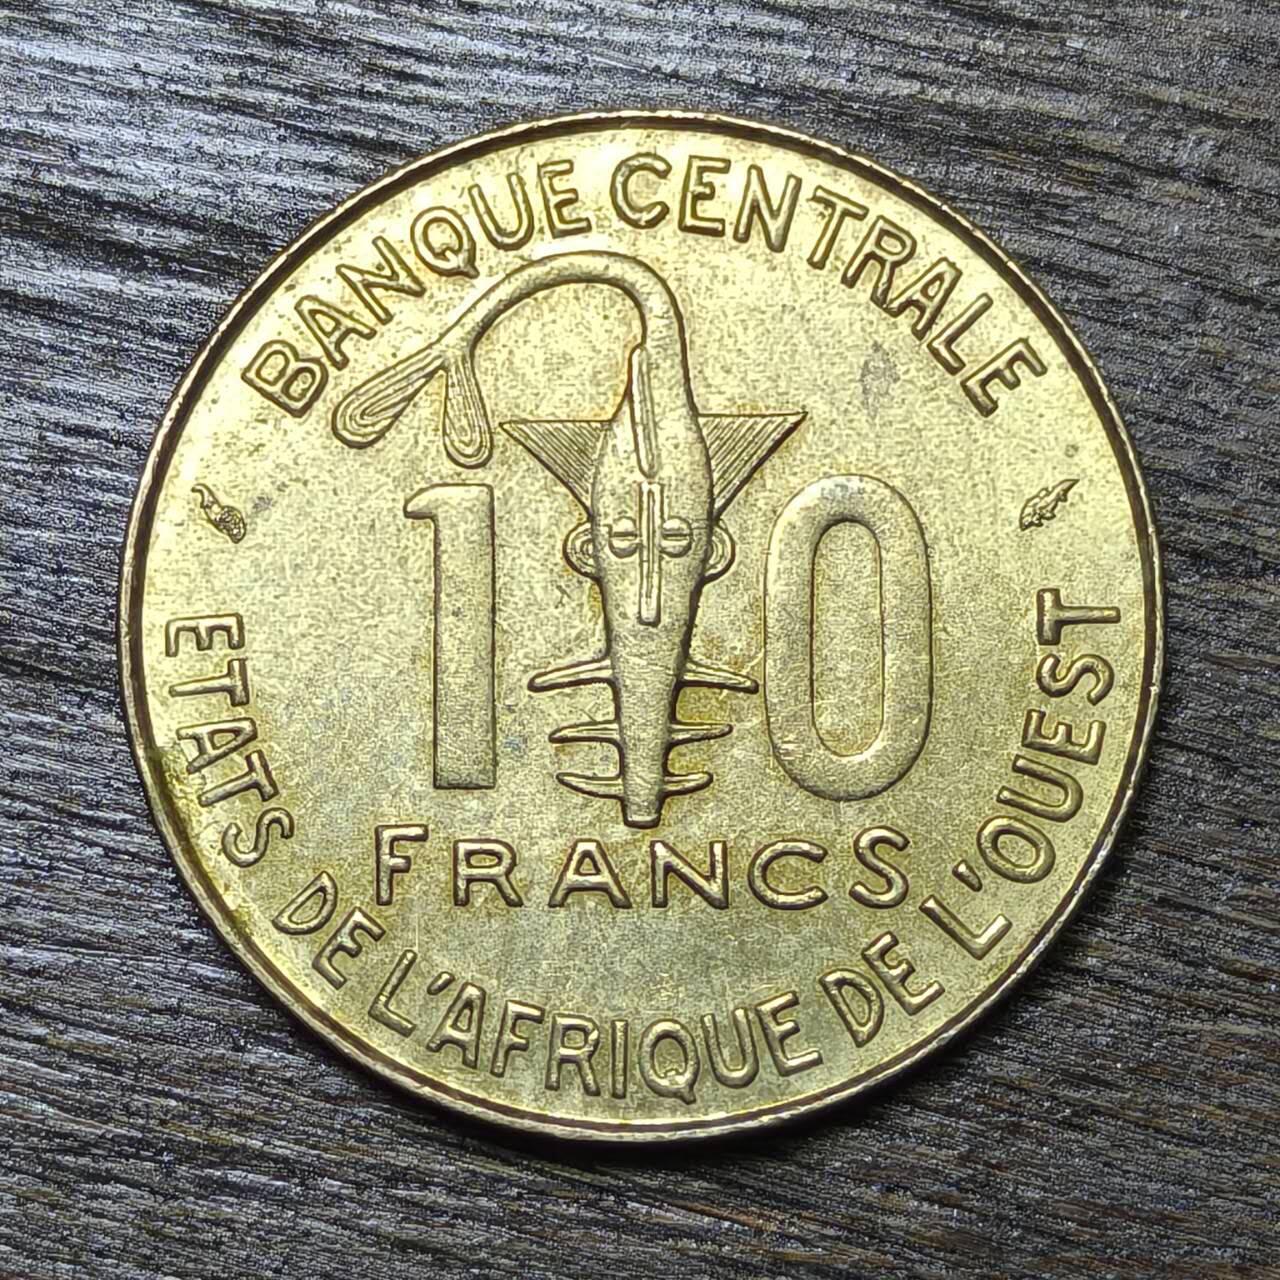 BANQUE CENTRALE
10
FRANCS
ETATS DE L'AFRIQUE DE L'OUEST